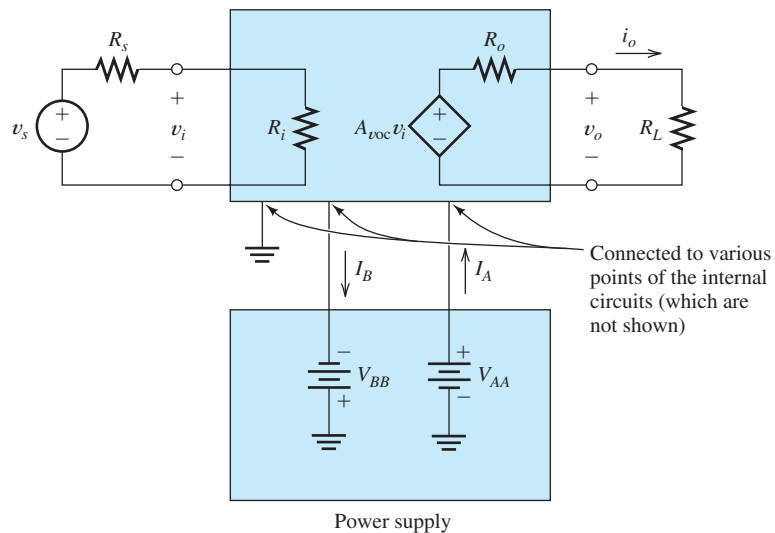 R_s
R_o
i_o
+
v_s
+
−
+
v_i
−
R_i
A_voc v_i
+
−
+
v_o
−
R_L
I_B
I_A
Connected to various
points of the internal
circuits (which are
not shown)
−
V_BB
+
+
V_AA
−
Power supply